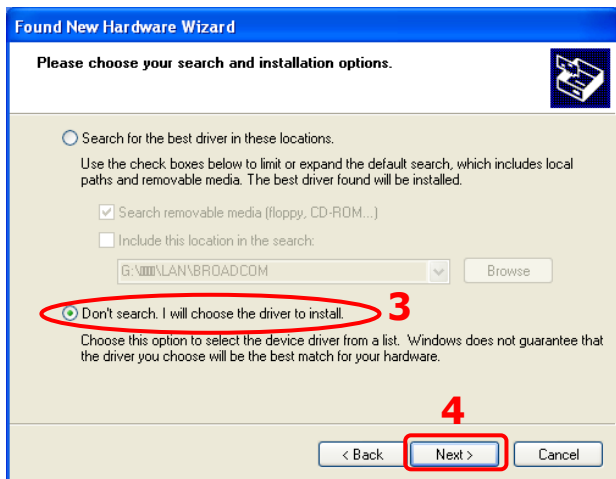 Found New Hardware Wizard
Please choose your search and installation options.
Search for the best driver in these locations.
Use the check boxes below to limit or expand the default search, which includes local
paths and removable media. The best driver found will be installed.
Search removable media (floppy, CD-ROM...)
Include this location in the search:
\LAN\BROADCOM
Browse
Don't search. I will choose the driver to install.
3
Choose this option to select the device driver from a list. Windows does not guarantee that
the driver you choose will be the best match for your hardware.
4
< Back Next > Cancel